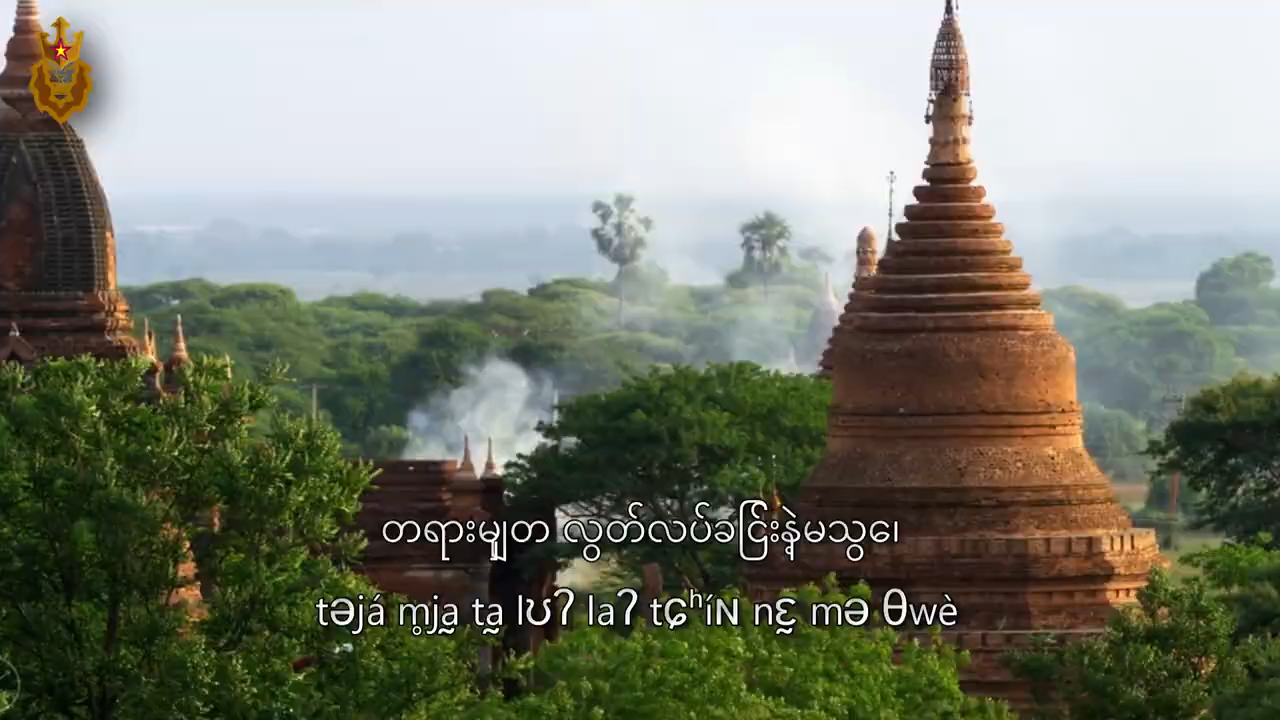 တရားမျှတ လွတ်လပ်ခြင်းနဲ့မသွေ၊
təjá m̥ja̰ ta̰ lʊʔ laʔ tɕʰíɴ nɛ̰ mə θwè